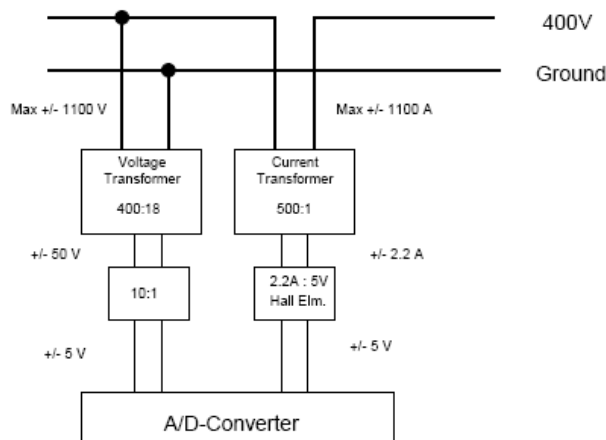 400V
Ground
Max +/- 1100 V
Max +/- 1100 A
Voltage
Transformer
400:18
Current
Transformer
500:1
+/- 50 V
+/- 2.2 A
10:1
2.2A : 5V
Hall Elm.
+/- 5 V
+/- 5 V
A/D-Converter